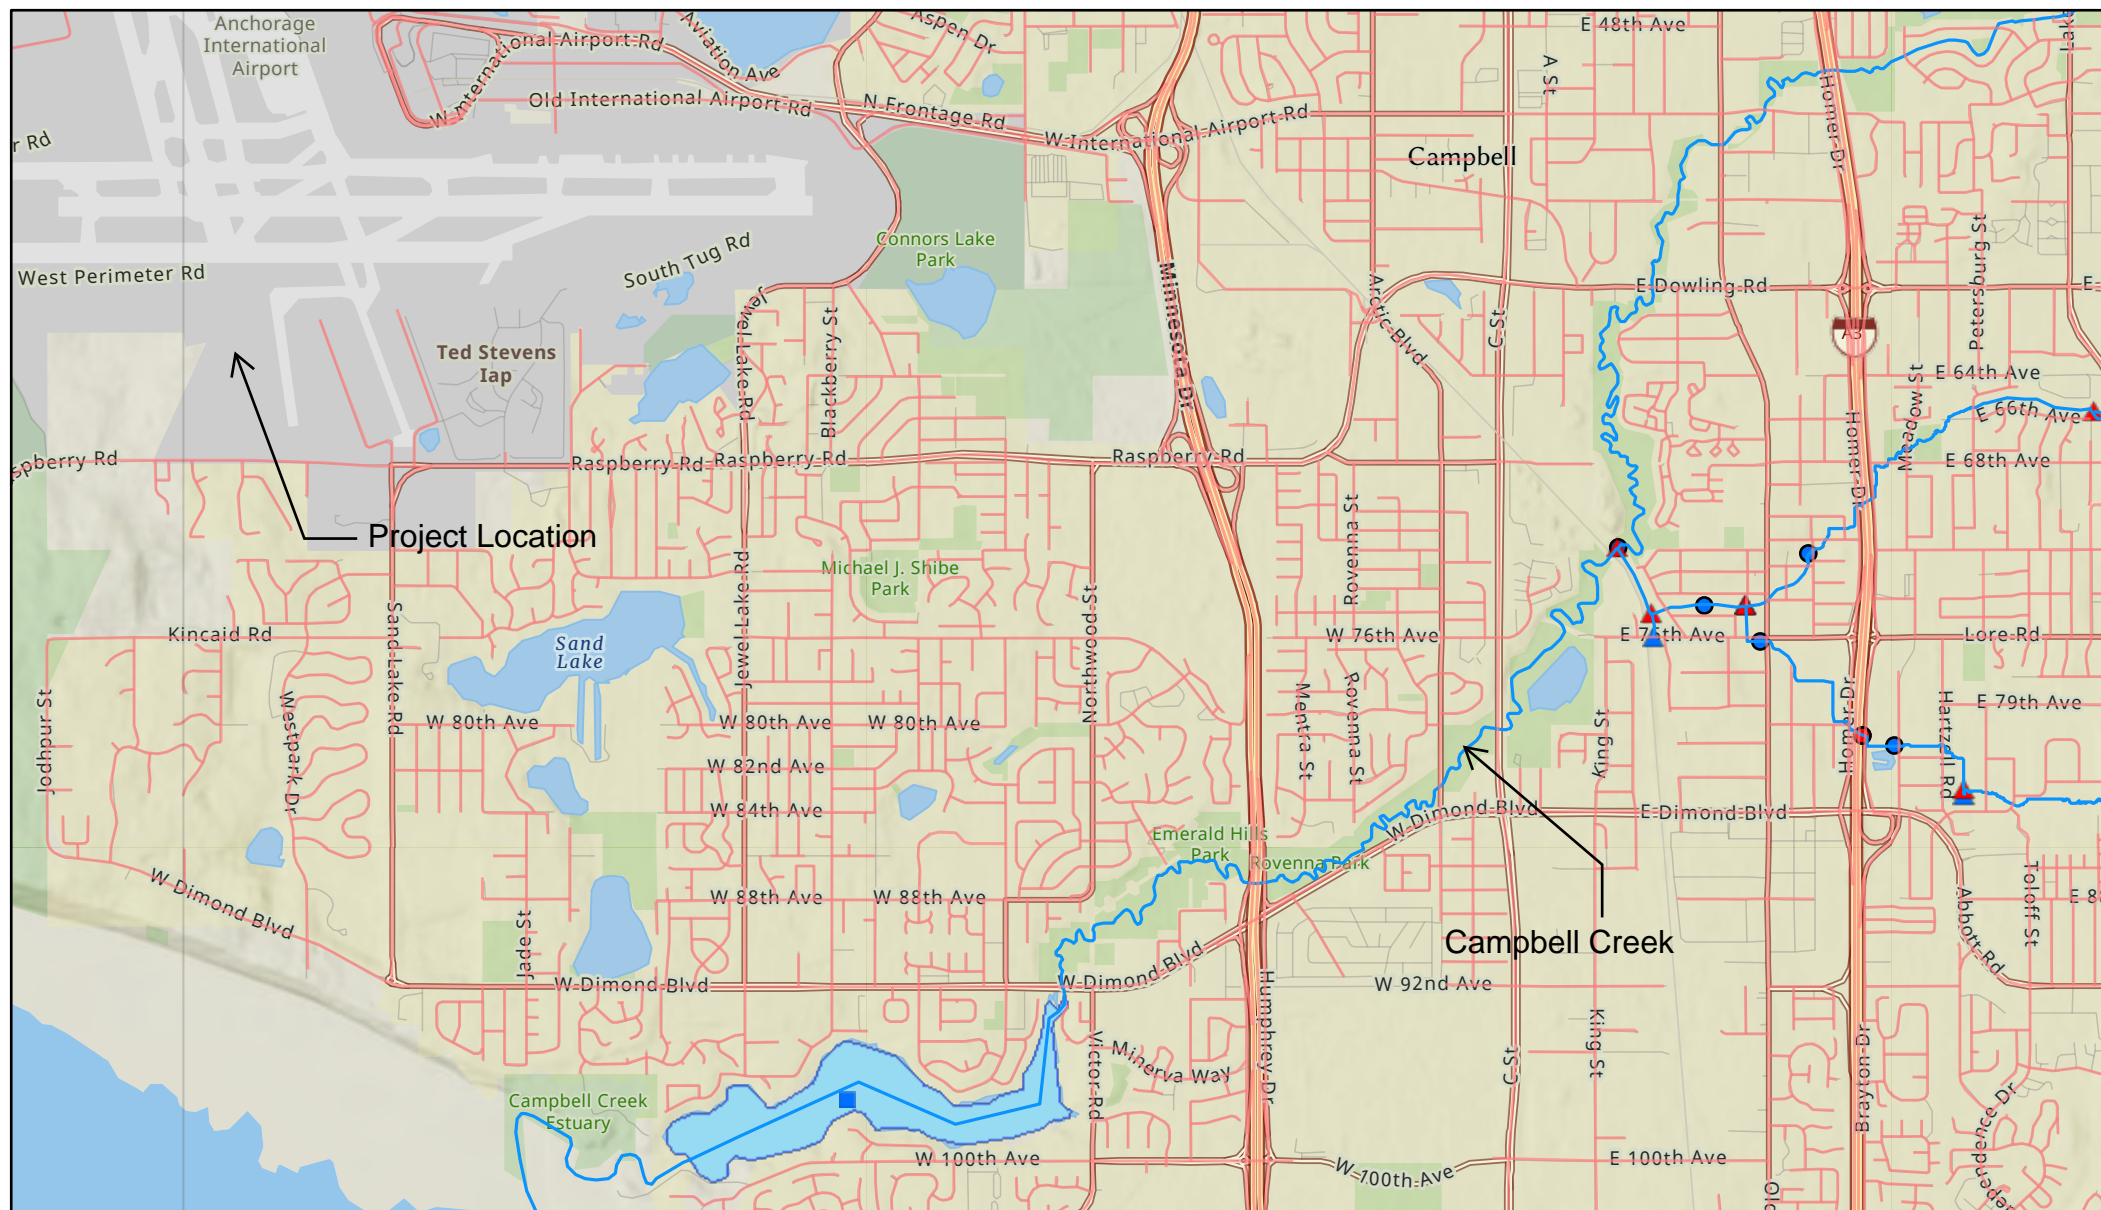 Anchorage
International
Airport
W International Airport Rd
Aviation Ave
Aspen Dr
E 48th Ave
A St
Old International Airport Rd
N Frontage Rd
W International Airport Rd
Homer Dr
r Rd
Campbell
Connors Lake
Park
West Perimeter Rd
South Tug Rd
Petersburg St
E Dowling Rd
E
Minnesota Dr
Arctic Blvd
C St
Jewel Lake Rd
Blackberry St
A3
Ted Stevens
Iap
E 64th Ave
Meadow St
E 66th Ave
Homer Dr
spberry Rd
Raspberry Rd
Raspberry Rd
Raspberry Rd
E 68th Ave
Project Location
Rovenna St
Michael J. Shibe
Park
Jewel Lake Rd
Northwood St
Sand Lake Rd
Kincaid Rd
Sand
Lake
W 76th Ave
E 76th Ave
Lore Rd
Jodhpur St
Westpark Dr
W 80th Ave
W 80th Ave
W 80th Ave
Mentra St
Rovenna St
King St
Homer Dr
Hartzell Rd
E 79th Ave
W 82nd Ave
W 84th Ave
W Dimond Blvd
E Dimond Blvd
Emerald Hills
Park
Rovenna Park
W Dimond Blvd
W 88th Ave
W 88th Ave
Toloff St
E 8
Abbott Rd
Jade St
Campbell Creek
W Dimond Blvd
W Dimond Blvd
W 92nd Ave
Humphrey Dr
Victor Rd
Minerva Way
C St
King St
Brayton Dr
Campbell Creek
Estuary
Independence Dr
W 100th Ave
W 100th Ave
E 100th Ave